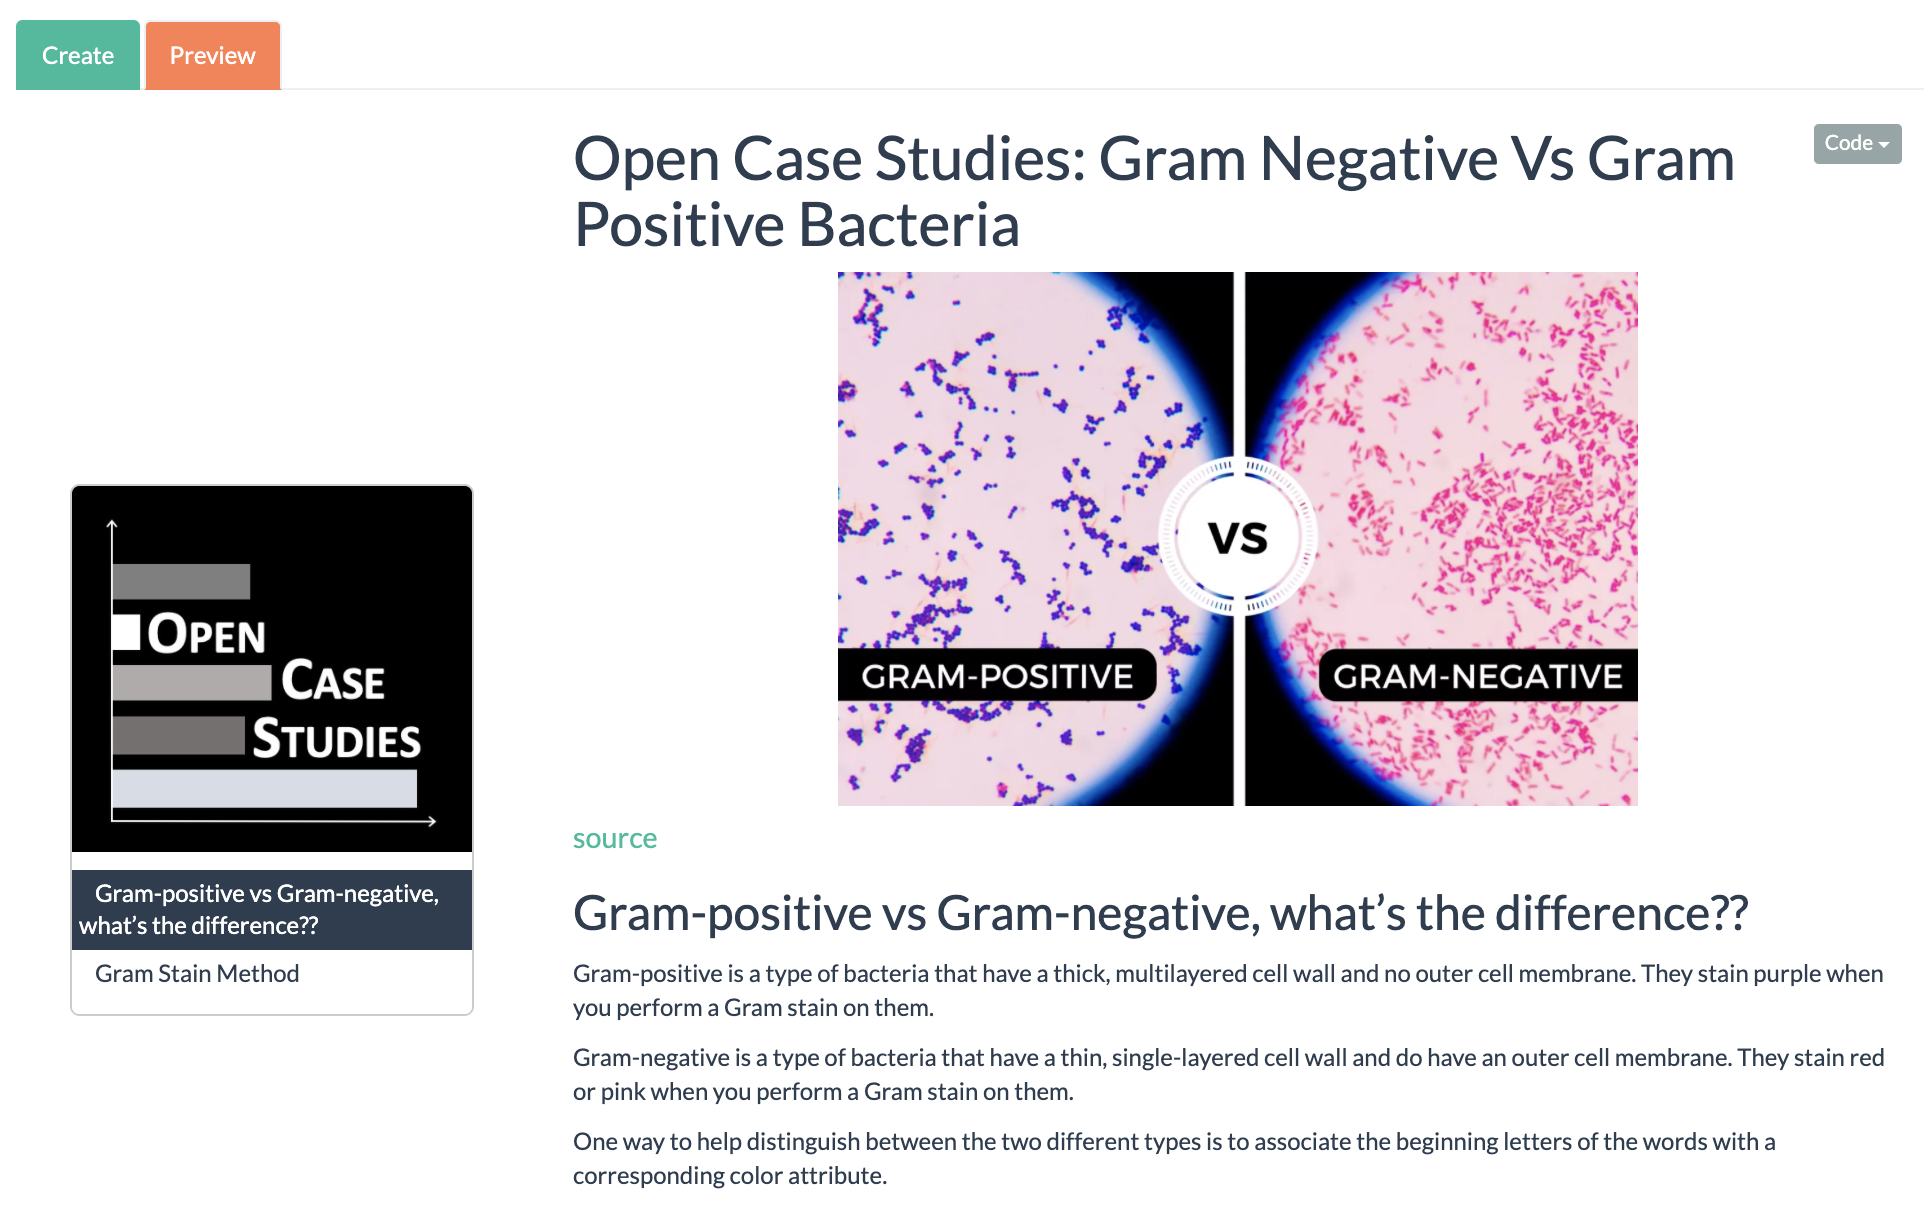 Create
Preview
Open Case Studies: Gram Negative Vs Gram
Positive Bacteria
Code
VS
GRAM-POSITIVE
GRAM-NEGATIVE
OPEN
CASE
STUDIES
source
Gram-positive vs Gram-negative,
what’s the difference??
Gram Stain Method
Gram-positive vs Gram-negative, what’s the difference??
Gram-positive is a type of bacteria that have a thick, multilayered cell wall and no outer cell membrane. They stain purple when
you perform a Gram stain on them.
Gram-negative is a type of bacteria that have a thin, single-layered cell wall and do have an outer cell membrane. They stain red
or pink when you perform a Gram stain on them.
One way to help distinguish between the two different types is to associate the beginning letters of the words with a
corresponding color attribute.